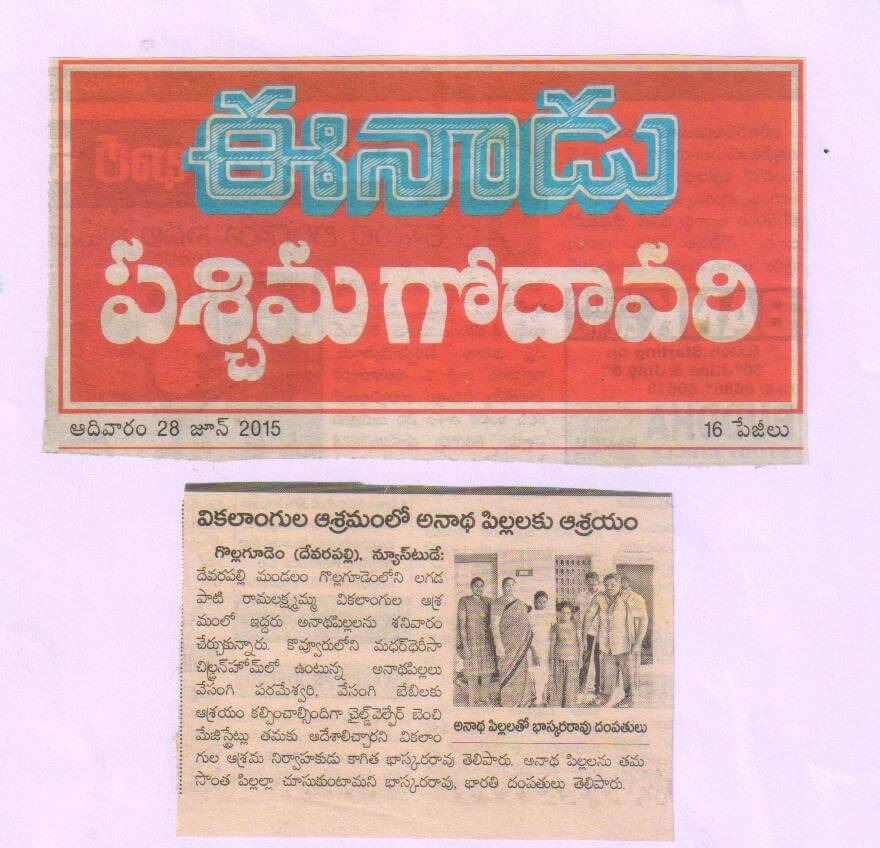 ఈనాడు
పశ్చిమ గోదావరి
ఆదివారం 28 జూన్ 2015 16 పేజీలు
వికలాంగుల ఆశ్రమంలో అనాథ పిల్లలకు ఆశ్రయం
గొల్లగూడెం (దేవరపల్లి), న్యూస్‌టుడే:
దేవరపల్లి మండలం గొల్లగూడెంలోని లగడ
పాటి రామలక్ష్మమ్మ వికలాంగుల ఆశ్ర
మంలో ఇద్దరు అనాథపిల్లలను శనివారం
చేర్చుకున్నారు. కొవ్వూరులోని మధర్‌థెరీసా
చిల్డ్రన్‌హోమ్‌లో ఉంటున్న అనాథపిల్లలు
వేసంగి పరమేశ్వరి, వేసంగి బేబిలకు
ఆశ్రయం కల్పించాల్సిందిగా చైల్డ్‌వెల్ఫేర్ బెంచి
మేజిస్ట్రేట్లు తమకు ఆదేశాలిచ్చారని వికలాం
గుల ఆశ్రమ నిర్వాహకుడు కాగిత భాస్కరరావు తెలిపారు. అనాథ పిల్లలను తమ
సొంత పిల్లల్లా చూసుకుంటామని భాస్కరరావు, భారతి దంపతులు తెలిపారు.
అనాథ పిల్లలతో భాస్కరరావు దంపతులు